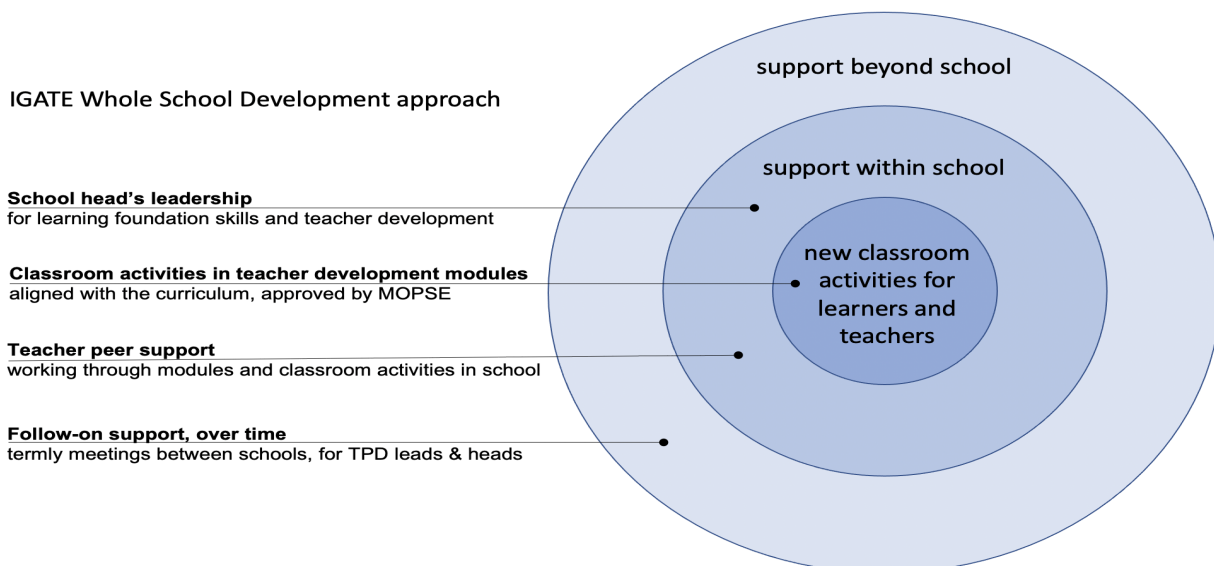 IGATE Whole School Development approach
School head’s leadership
for learning foundation skills and teacher development
Classroom activities in teacher development modules
aligned with the curriculum, approved by MOPSE
Teacher peer support
working through modules and classroom activities in school
Follow-on support, over time
termly meetings between schools, for TPD leads & heads
support beyond school
support within school
new classroom
activities for
learners and
teachers